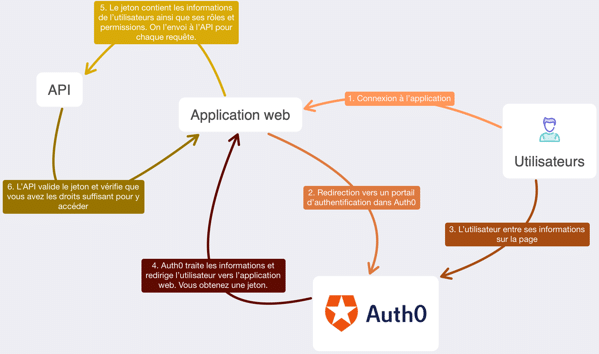 5. Le jeton contient les informations
de l'utilisateurs ainsi que ses rôles et
permissions. On l'envoi à l'API pour
chaque requête.
API
Application web
1. Connexion à l'application
Utilisateurs
6. L'API valide le jeton et vérifie que
vous avez les droits suffisant pour y
accéder
2. Redirection vers un portail
d'authentification dans Auth0
3. L'utilisateur entre ses informations
sur la page
4. Auth0 traite les informations et
redirige l'utilisateur vers l'application
web. Vous obtenez une jeton.
Auth0